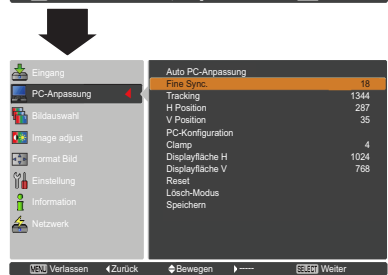 Eingang
PC-Anpassung
Bildauswahl
Image adjust
Format Bild
Einstellung
Information
Netzwerk
Auto PC-Anpassung
Fine Sync. 18
Tracking 1344
H Position 287
V Position 35
PC-Konfiguration
Clamp 4
Displayfläche H 1024
Displayfläche V 768
Reset
Lösch-Modus
Speichern
MENU Verlassen Zurück Bewegen ----- SELECT Weiter